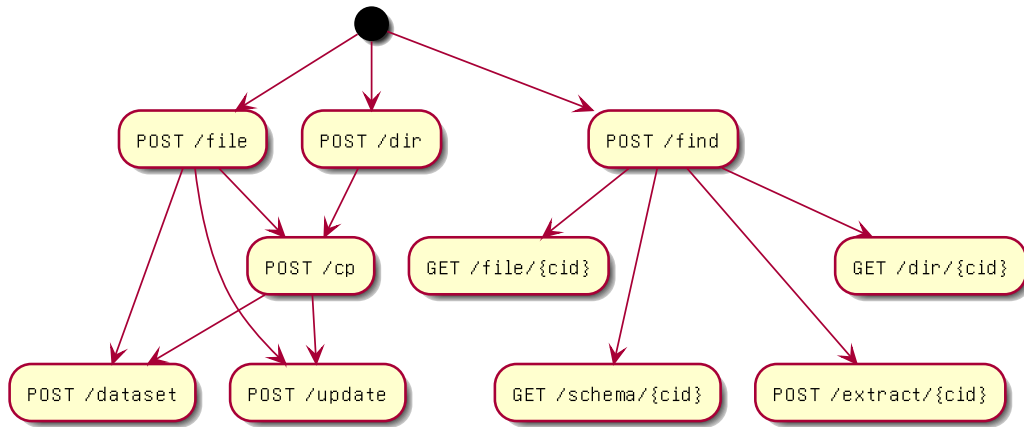 POST /file
POST /dir
POST /find
POST /cp
GET /file/{cid}
GET /dir/{cid}
POST /dataset
POST /update
GET /schema/{cid}
POST /extract/{cid}